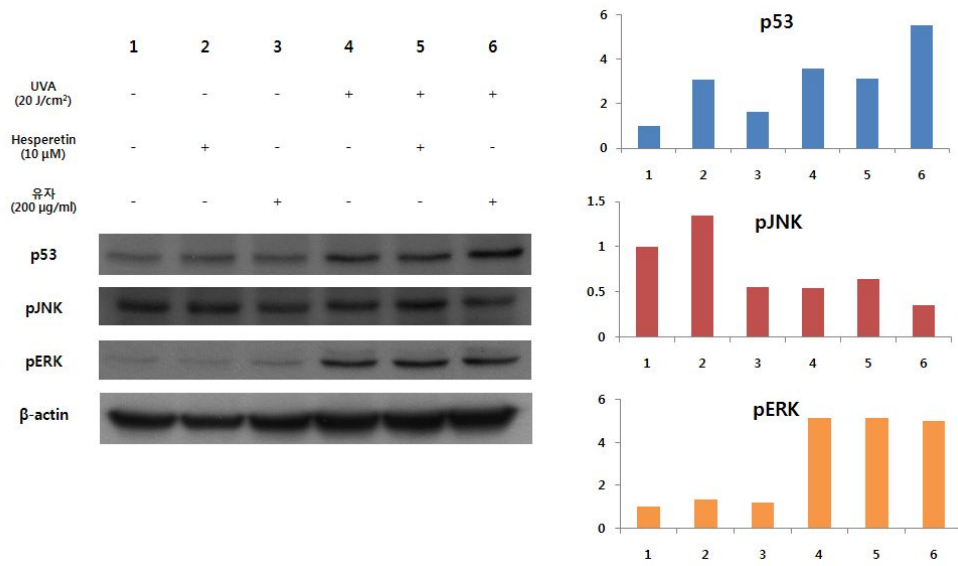 1 2 3 4 5 6
UVA
(20 J/cm²)
- - - + + +
Hesperetin
(10 μM)
- + - - + -
유자
(200 μg/ml)
- - + - - +
p53
pJNK
pERK
β-actin
p53
6
4
2
0
1 2 3 4 5 6
pJNK
1.5
1
0.5
0
1 2 3 4 5 6
pERK
6
4
2
0
1 2 3 4 5 6